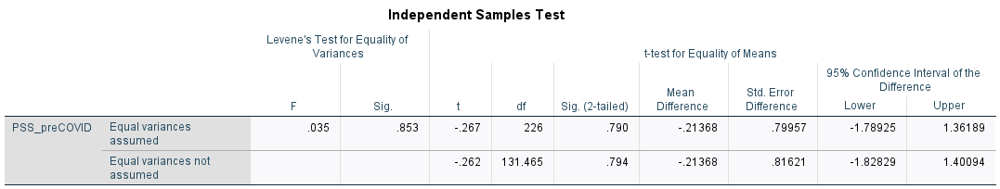 Independent Samples Test
Levene's Test for Equality of
Variances
t-test for Equality of Means
95% Confidence Interval of the
Difference
F
Sig.
t
df
Sig. (2-tailed)
Mean
Difference
Std. Error
Difference
Lower
Upper
PSS_preCOVID
Equal variances
assumed
.035 .853 -.267 226 .790 -.21368 .79957 -1.78925 1.36189
Equal variances not
assumed
-.262 131.465 .794 -.21368 .81621 -1.82829 1.40094